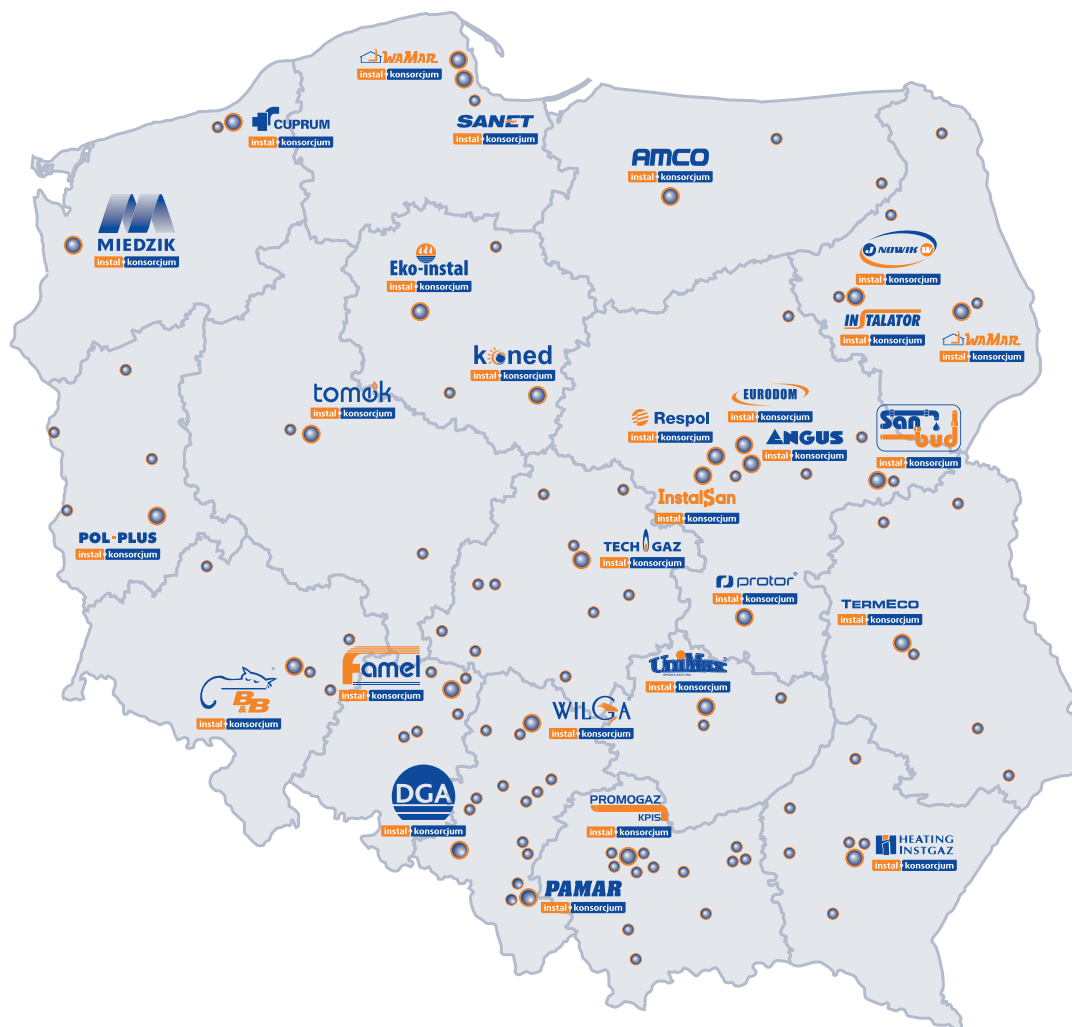 WAMAR
instal konsorcjum
CUPRUM
instal konsorcjum
SANET
instal konsorcjum
AMCO
instal konsorcjum
MIEDZIK
instal konsorcjum
J NOWIK W
instal konsorcjum
Eko-instal
instal konsorcjum
INSTALATOR
instal konsorcjum
WAMAR
instal konsorcjum
koned
instal konsorcjum
tomok
instal konsorcjum
EURODOM
instal konsorcjum
Respol
instal konsorcjum
ANGUS
instal konsorcjum
San bud
instal konsorcjum
InstalSan
instal konsorcjum
POL-PLUS
instal konsorcjum
TECH GAZ
instal konsorcjum
protor®
instal konsorcjum
TERMECO
instal konsorcjum
famel
instal konsorcjum
UNIMAX
instal konsorcjum
B&B
instal konsorcjum
WILGA
instal konsorcjum
DGA
instal konsorcjum
PROMOGAZ
KPIS
instal konsorcjum
HEATING
INSTGAZ
instal konsorcjum
PAMAR
instal konsorcjum